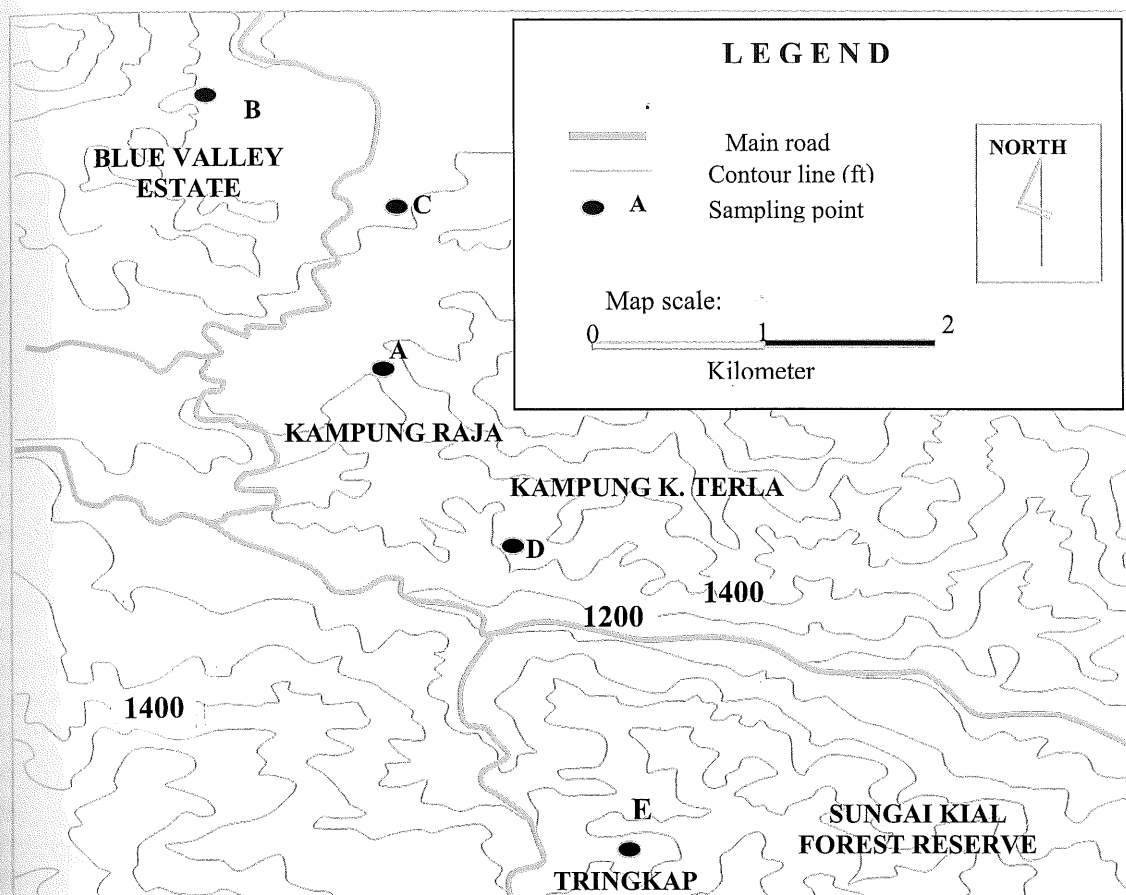 L E G E N D
Main road
Contour line (ft)
A Sampling point
NORTH
Map scale:
0 1 2
Kilometer
B
BLUE VALLEY
ESTATE
C
A
KAMPUNG RAJA
KAMPUNG K. TERLA
D
1400
1200
1400
E
SUNGAI KIAL
FOREST RESERVE
TRINGKAP